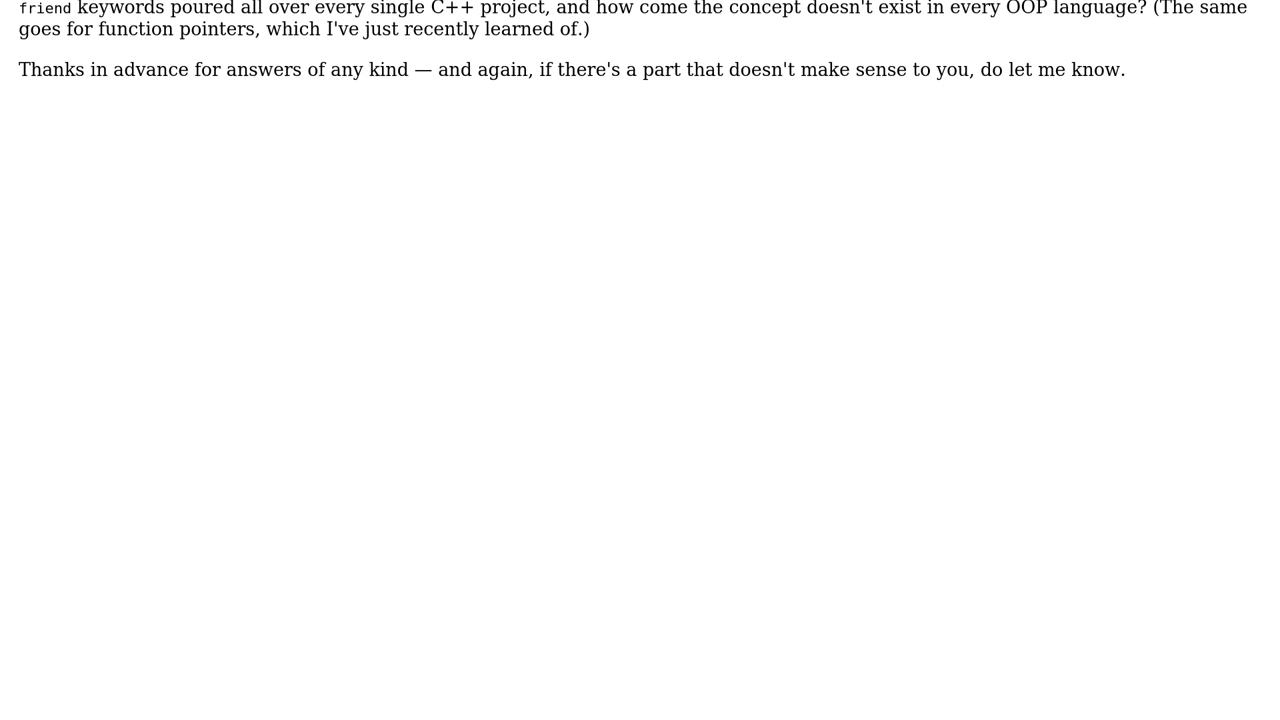 friend keywords poured all over every single C++ project, and how come the concept doesn't exist in every OOP language? (The same
goes for function pointers, which I've just recently learned of.)
Thanks in advance for answers of any kind — and again, if there's a part that doesn't make sense to you, do let me know.